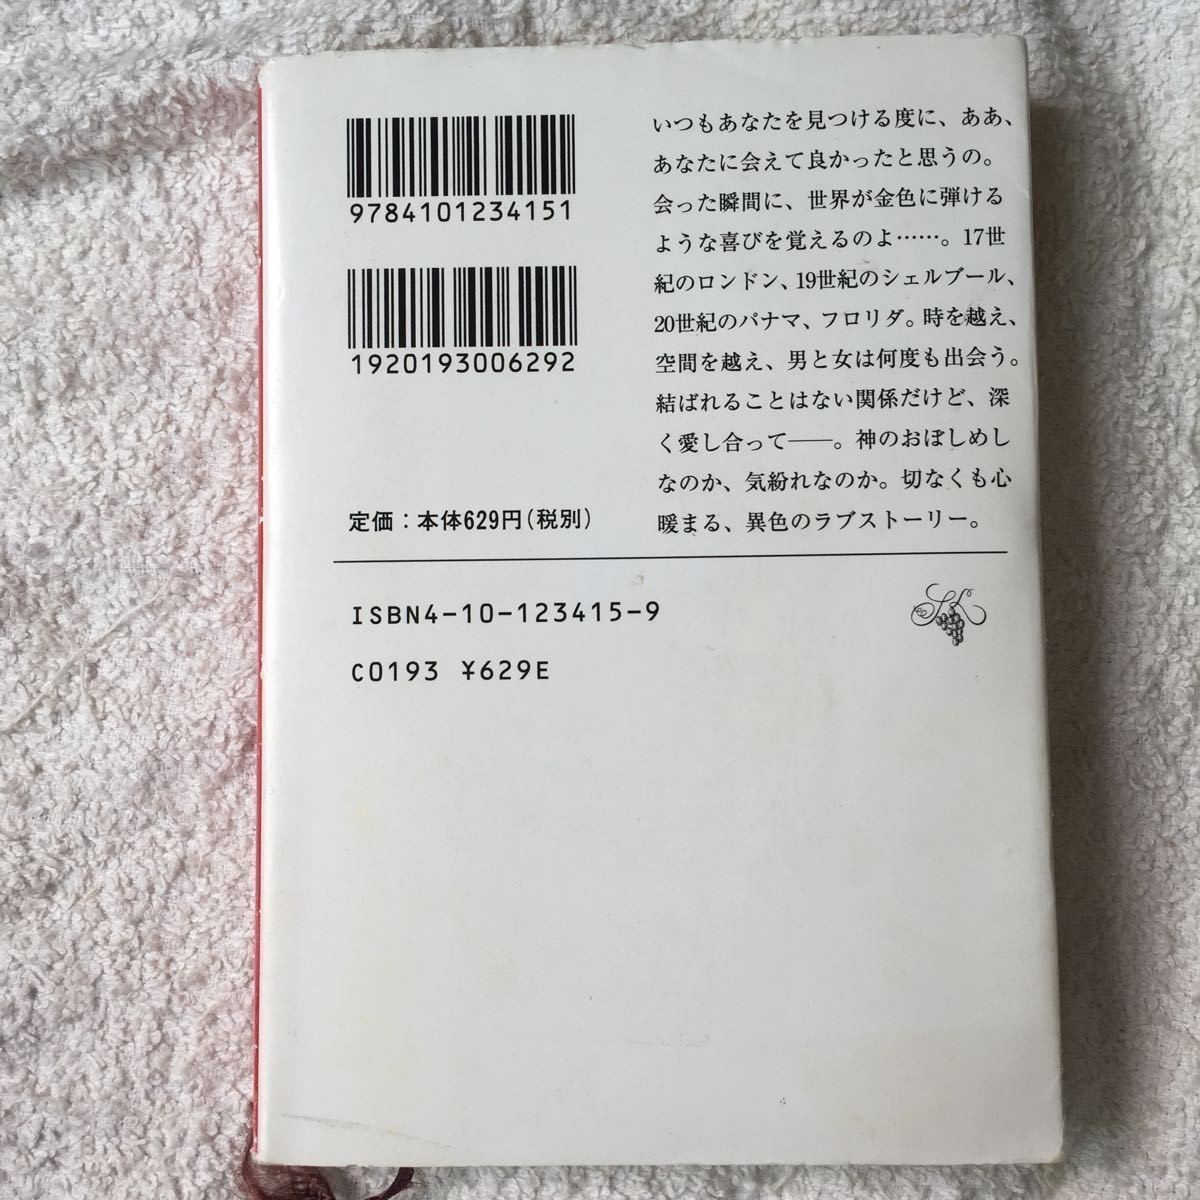 9784101234151
1920193006292
いつもあなたを見つける度に、ああ、
あなたに会えて良かったと思うの。
会った瞬間に、世界が金色に弾ける
ような喜びを覚えるのよ……。17世
紀のロンドン、19世紀のシェルブール、
20世紀のパナマ、フロリダ。時を越え、
空間を越え、男と女は何度も出会う。
結ばれることはない関係だけど、深
く愛し合って――。神のおぼしめし
なのか、気紛れなのか。切なくも心
暖まる、異色のラブストーリー。
定価：本体629円（税別）
ISBN4-10-123415-9
C0193 ¥629E